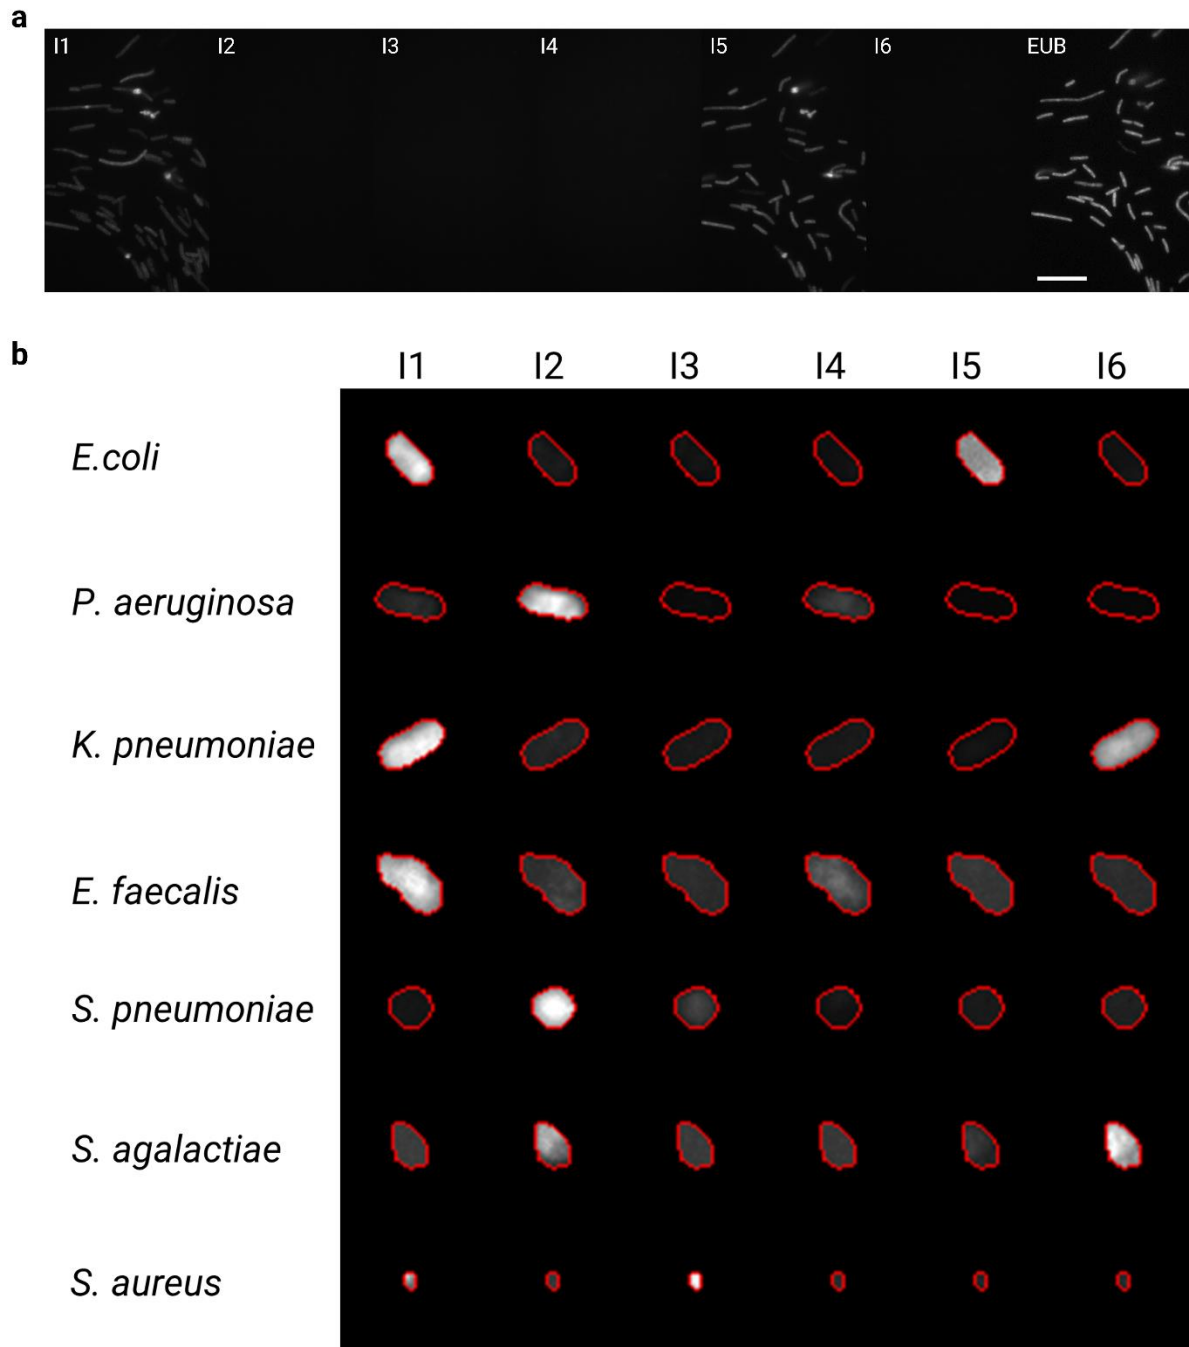 a
I1 I2 I3 I4 I5 I6 EUB
b
I1 I2 I3 I4 I5 I6
E.coli
P. aeruginosa
K. pneumoniae
E. faecalis
S. pneumoniae
S. agalactiae
S. aureus